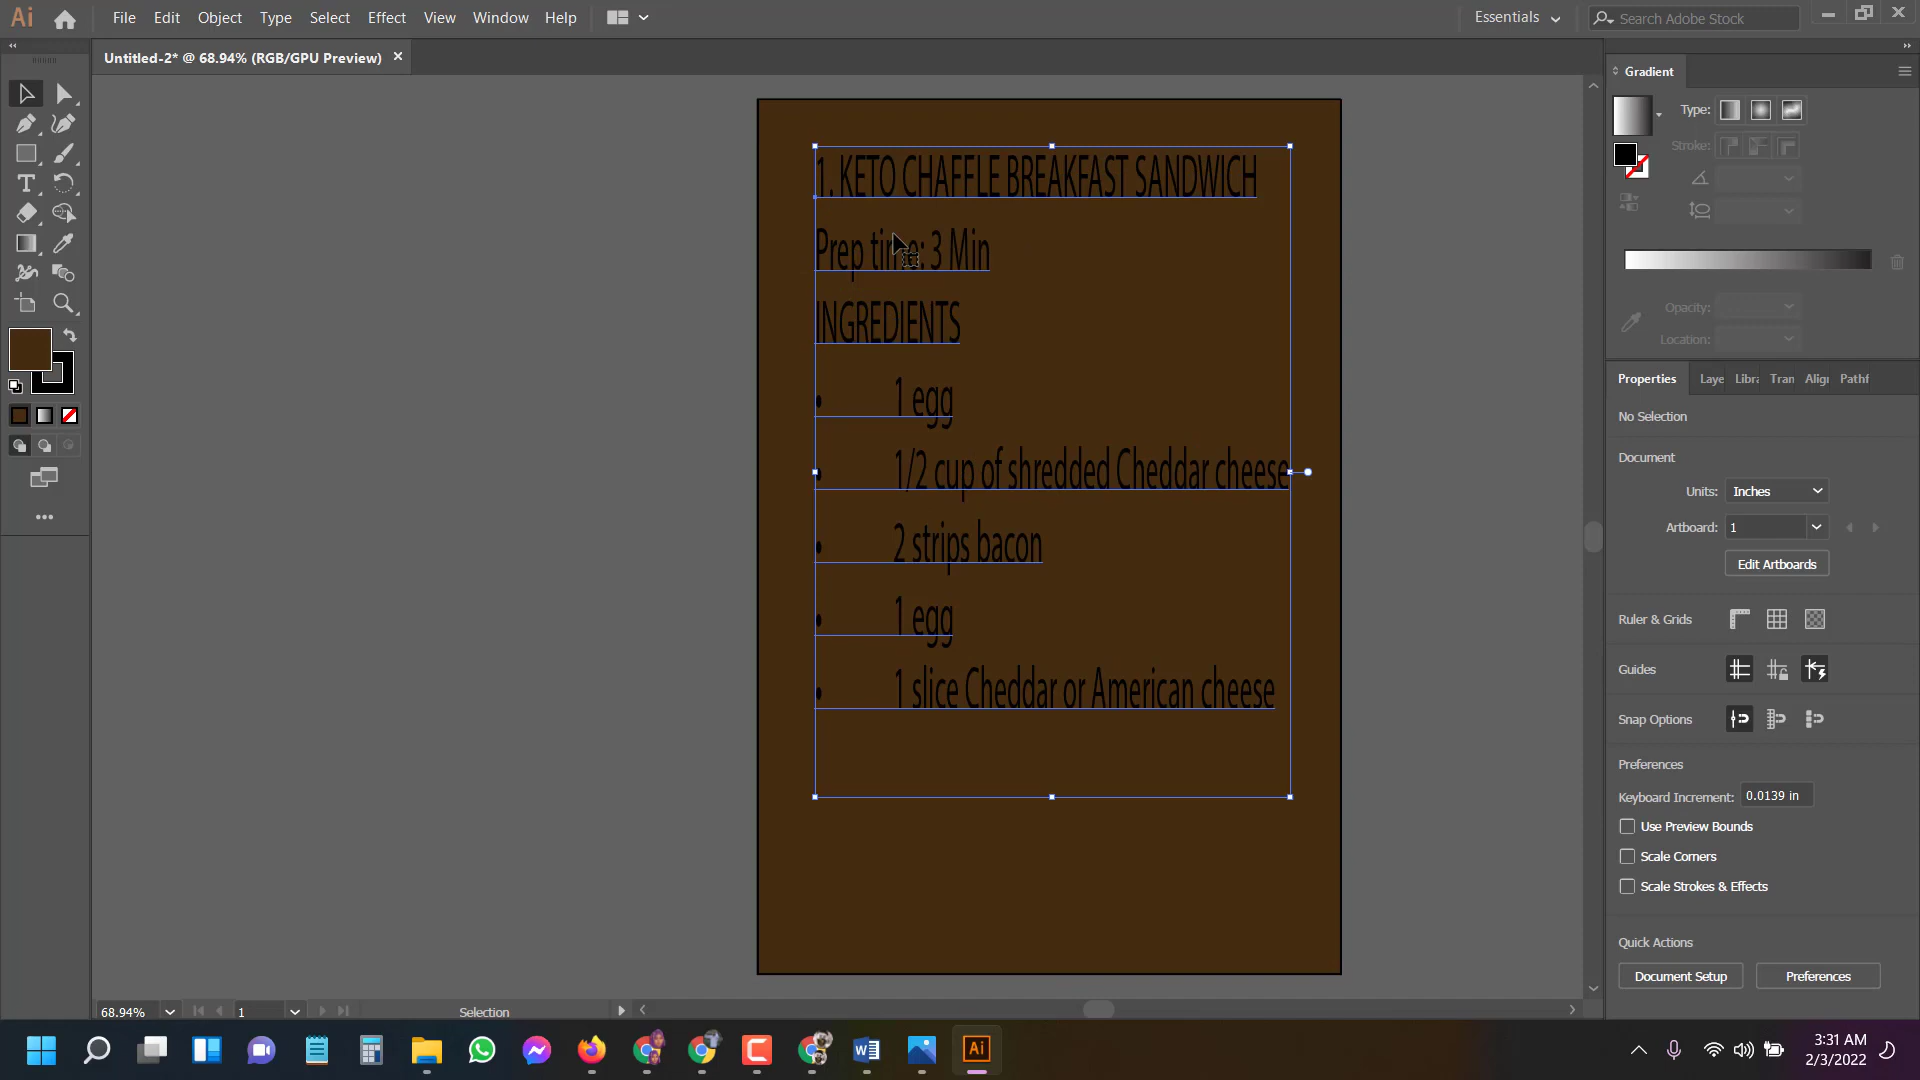 Ai File Edit Object Type Select Effect View Window Help Essentials Search Adobe Stock
Untitled-2* @ 68.94% (RGB/GPU Preview)
Gradient
Type:
Stroke:
Opacity:
Location:
1. KETO CHAFFLE BREAKFAST SANDWICH
Prep time: 3 Min
INGREDIENTS
• 1 egg
• 1/2 cup of shredded Cheddar cheese
• 2 strips bacon
• 1 egg
• 1 slice Cheddar or American cheese
Properties Laye Libra Tran Align Pathf
No Selection
Document
Units: Inches
Artboard: 1
Edit Artboards
Ruler & Grids
Guides
Snap Options
Preferences
Keyboard Increment: 0.0139 in
Use Preview Bounds
Scale Corners
Scale Strokes & Effects
Quick Actions
Document Setup Preferences
68.94% 1 Selection
3:31 AM
2/3/2022